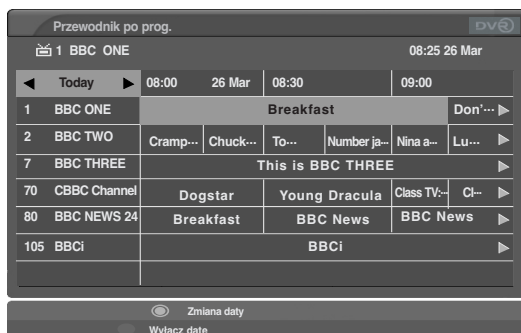 Przewodnik po prog.
DVR
1 BBC ONE 08:25 26 Mar
◀ Today ▶ 08:00 26 Mar 08:30 09:00
1 BBC ONE Breakfast Don'··· ▶
2 BBC TWO Cramp··· Chuck··· To··· Number ja··· Nina a··· Lu··· ▶
7 BBC THREE This is BBC THREE ▶
70 CBBC Channel Dogstar Young Dracula Class TV:··· Cl··· ▶
80 BBC NEWS 24 Breakfast BBC News BBC News ▶
105 BBCi BBCi ▶
Zmiana daty
Wyłącz datę